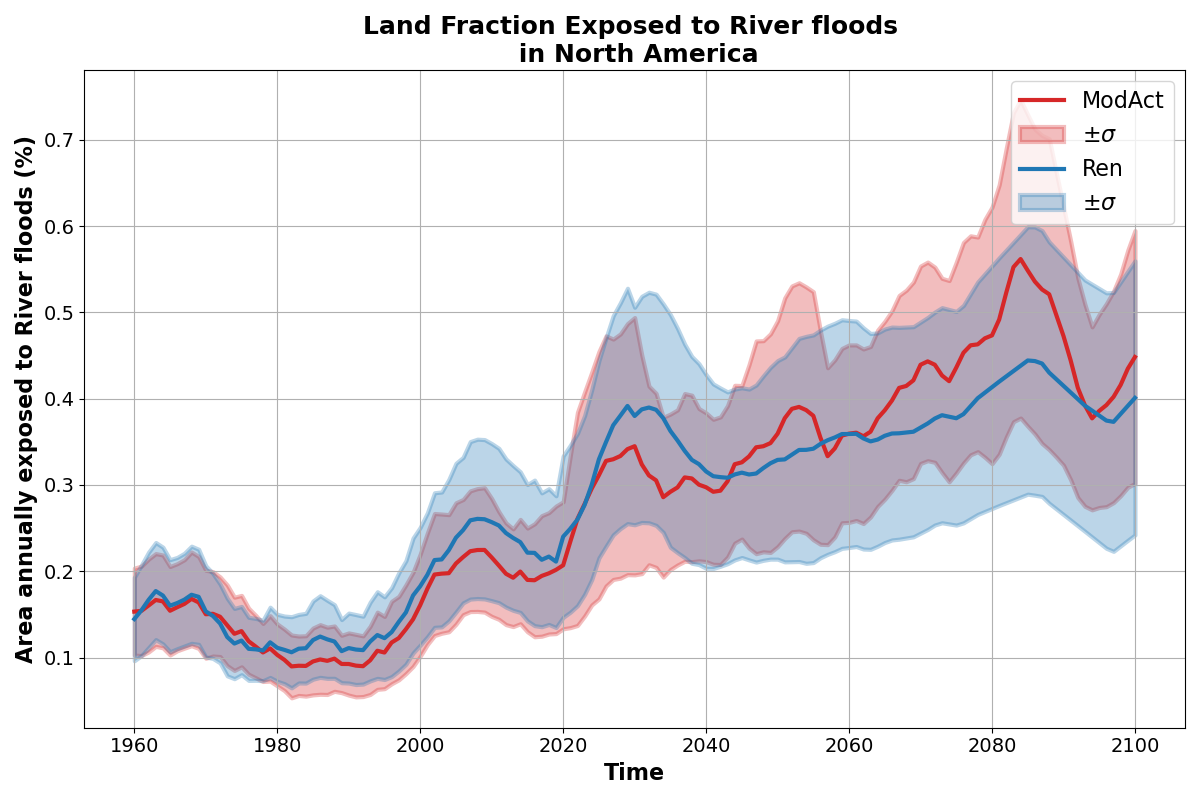 Land Fraction Exposed to River floods
in North America
Area annually exposed to River floods (%)
0.7
0.6
0.5
0.4
0.3
0.2
0.1
ModAct
±σ
Ren
±σ
1960 1980 2000 2020 2040 2060 2080 2100
Time